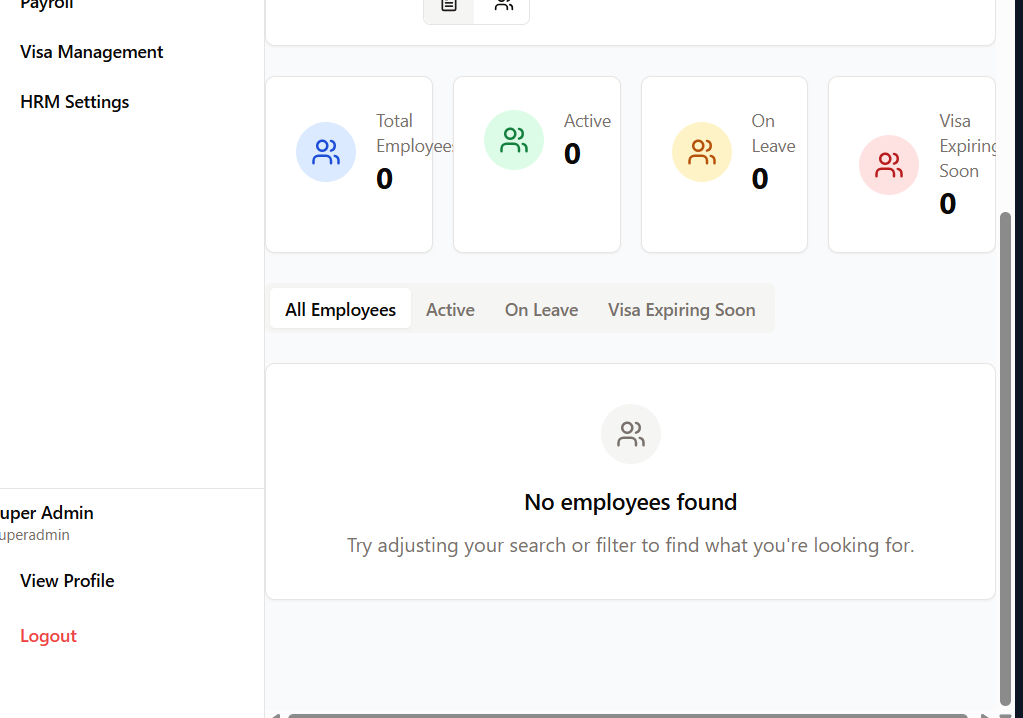 Payroll
Visa Management
HRM Settings
Total
Employees
0
Active
0
On
Leave
0
Visa
Expiring
Soon
0
All Employees
Active
On Leave
Visa Expiring Soon
No employees found
Try adjusting your search or filter to find what you're looking for.
uper Admin
uperadmin
View Profile
Logout